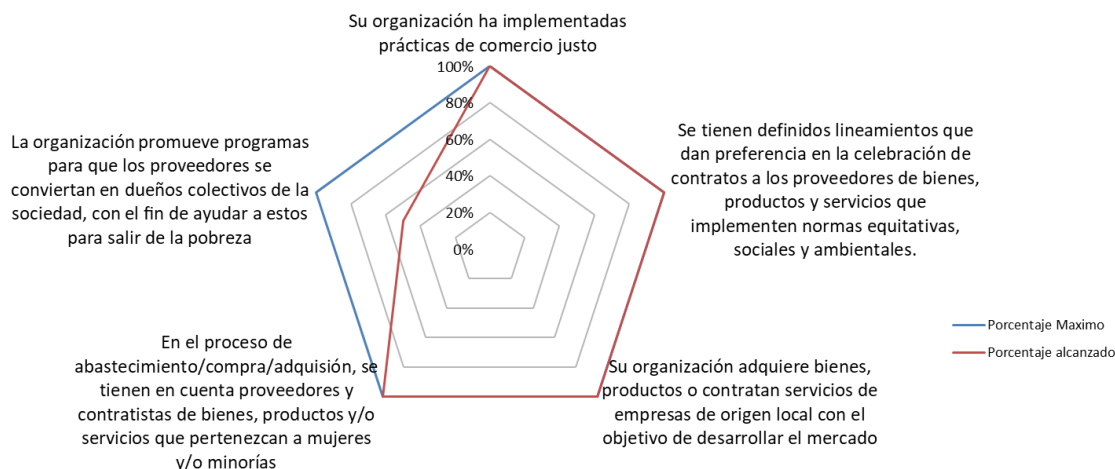 Su organización ha implementadas
prácticas de comercio justo
100%
80%
60%
40%
20%
0%
Se tienen definidos lineamientos que
dan preferencia en la celebración de
contratos a los proveedores de bienes,
productos y servicios que
implementen normas equitativas,
sociales y ambientales.
Su organización adquiere bienes,
productos o contratan servicios de
empresas de origen local con el
objetivo de desarrollar el mercado
En el proceso de
abastecimiento/compra/adquisión, se
tienen en cuenta proveedores y
contratistas de bienes, productos y/o
servicios que pertenezcan a mujeres
y/o minorías
La organización promueve programas
para que los proveedores se
conviertan en dueños colectivos de la
sociedad, con el fin de ayudar a estos
para salir de la pobreza
Porcentaje Maximo
Porcentaje alcanzado